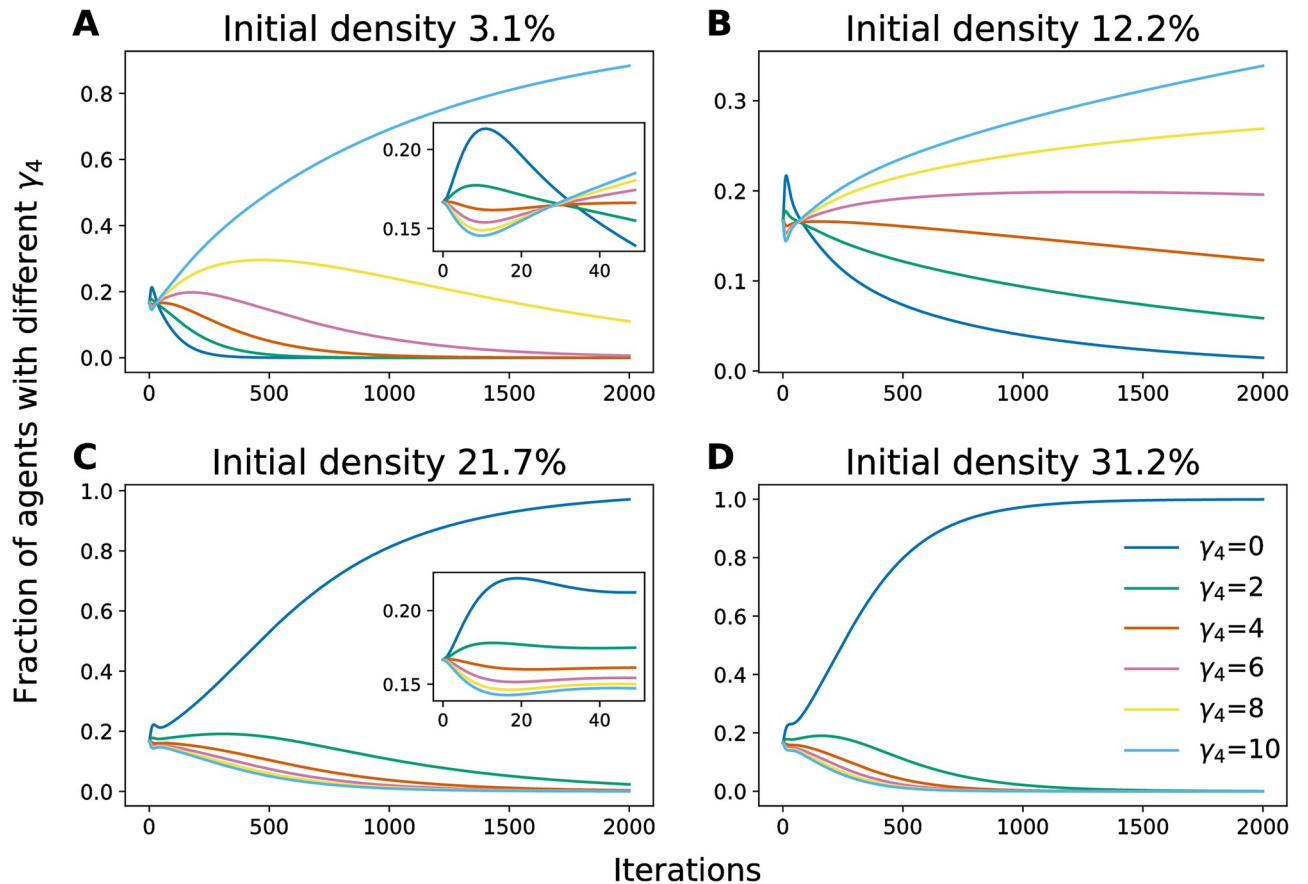 A
Initial density 3.1%
0.8
0.6
0.4
0.2
0.0
0.20
0.15
0 20 40
0 500 1000 1500 2000
B
Initial density 12.2%
0.3
0.2
0.1
0.0
0 500 1000 1500 2000
Fraction of agents with different γ₄
C
Initial density 21.7%
1.0
0.8
0.6
0.4
0.2
0.0
0.20
0.15
0 20 40
0 500 1000 1500 2000
D
Initial density 31.2%
1.0
0.8
0.6
0.4
0.2
0.0
γ₄=0
γ₄=2
γ₄=4
γ₄=6
γ₄=8
γ₄=10
0 500 1000 1500 2000
Iterations